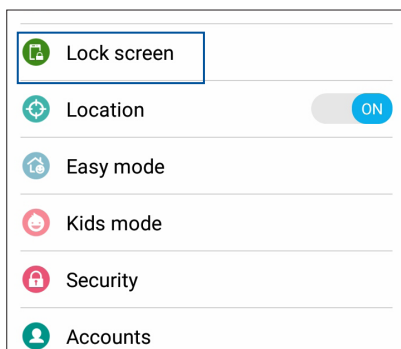 Lock screen
Location
ON
Easy mode
Kids mode
Security
Accounts